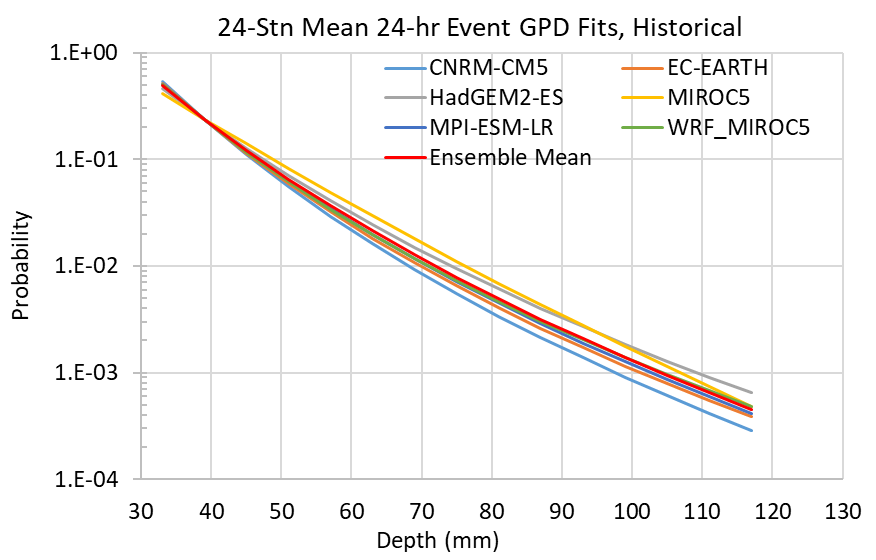 24-Stn Mean 24-hr Event GPD Fits, Historical
1.E+00
CNRM-CM5 EC-EARTH
HadGEM2-ES MIROC5
MPI-ESM-LR WRF_MIROC5
Ensemble Mean
1.E-01
1.E-02
1.E-03
1.E-04
Probability
30 40 50 60 70 80 90 100 110 120 130
Depth (mm)